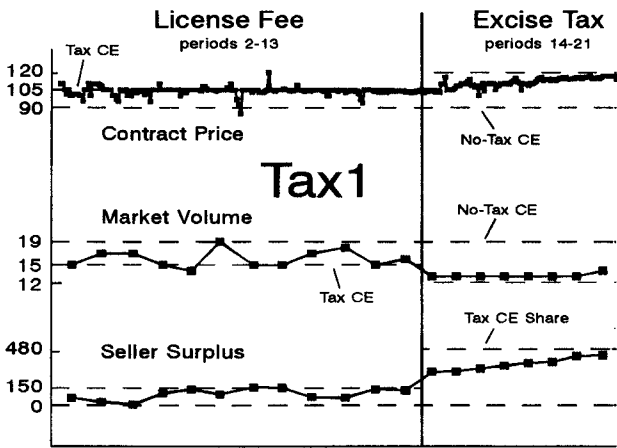 License Fee
periods 2-13
Excise Tax
periods 14-21
Tax CE
120
105
90
Contract Price
No-Tax CE
Tax1
Market Volume
No-Tax CE
19
15
12
Tax CE
Tax CE Share
480
Seller Surplus
150
0